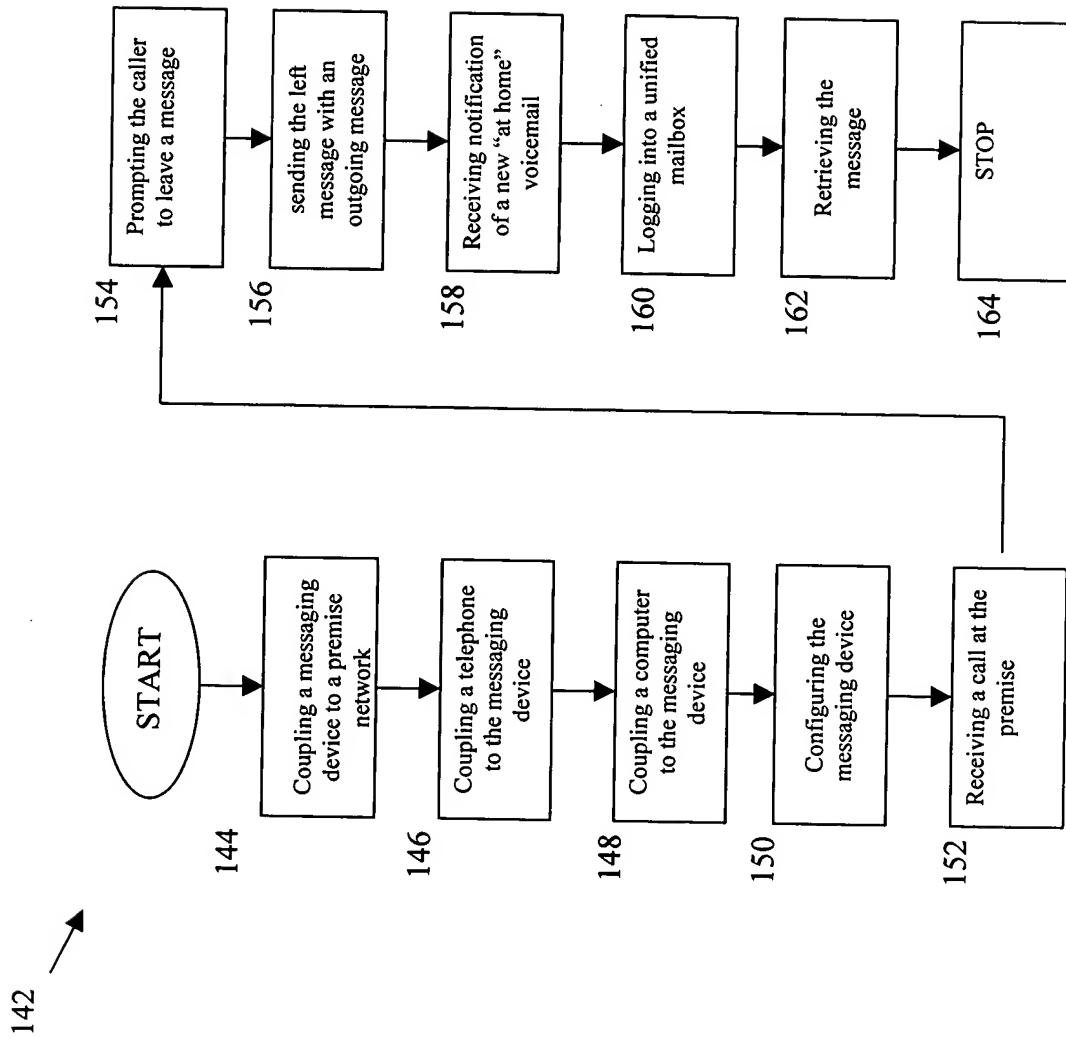 142
START
144
Coupling a messaging
device to a premise
network
146
Coupling a telephone
to the messaging
device
148
Coupling a computer
to the messaging
device
150
Configuring the
messaging device
152
Receiving a call at the
premise
154
Prompting the caller
to leave a message
156
sending the left
message with an
outgoing message
158
Receiving notification
of a new “at home”
voicemail
160
Logging into a unified
mailbox
162
Retrieving the
message
164
STOP